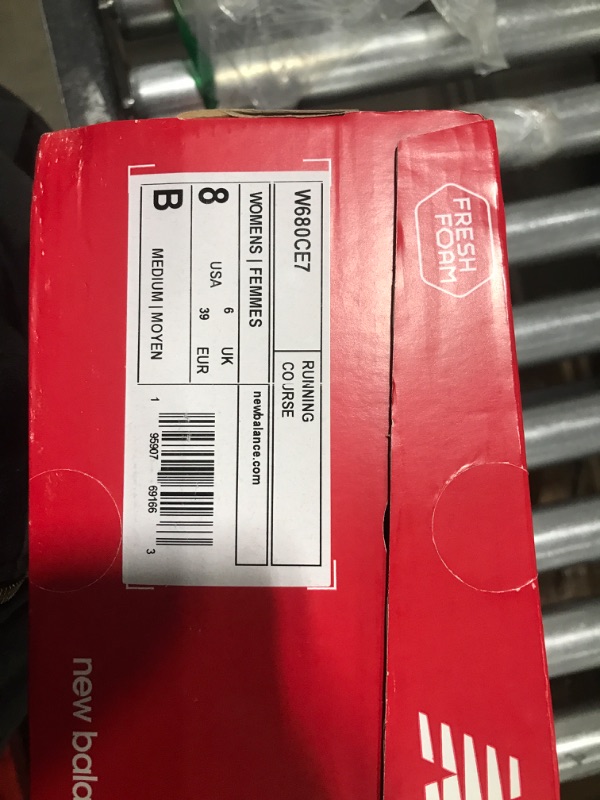 FRESH
FOAM
W680CE7
RUNNING
COURSE
WOMENS | FEMMES
newbalance.com
8 USA
6 UK
39 EUR
B MEDIUM | MOYEN
1 95907 69166 3
new bala